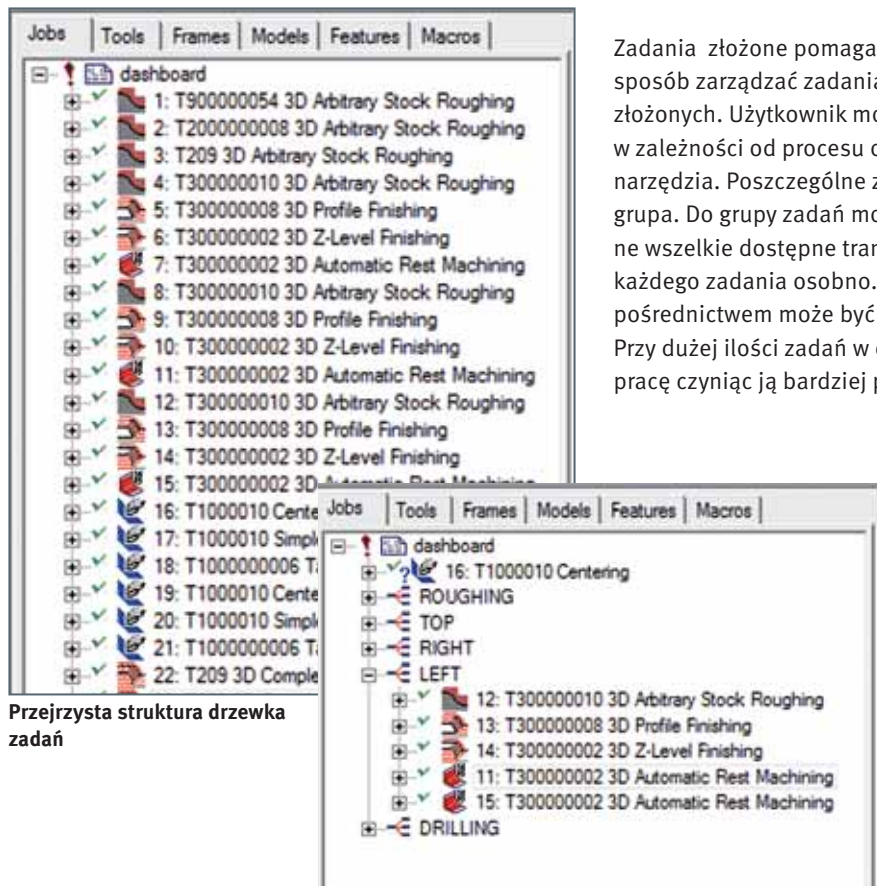 Jobs Tools Frames Models Features Macros
dashboard
1: T900000054 3D Arbitrary Stock Roughing
2: T2000000008 3D Arbitrary Stock Roughing
3: T209 3D Arbitrary Stock Roughing
4: T300000010 3D Arbitrary Stock Roughing
5: T300000008 3D Profile Finishing
6: T300000002 3D Z-Level Finishing
7: T300000002 3D Automatic Rest Machining
8: T300000010 3D Arbitrary Stock Roughing
9: T300000008 3D Profile Finishing
10: T300000002 3D Z-Level Finishing
11: T300000002 3D Automatic Rest Machining
12: T300000010 3D Arbitrary Stock Roughing
13: T300000008 3D Profile Finishing
14: T300000002 3D Z-Level Finishing
15: T300000002 3D Automatic Rest Machining
16: T1000010 Cente
17: T1000010 Simple
18: T1000000006 Ta
19: T1000010 Cente
20: T1000010 Simple
21: T1000000006 Ta
22: T209 3D Comple
Przejrzysta struktura drzewka
zadań
Jobs Tools Frames Models Features Macros
dashboard
16: T1000010 Centering
ROUGHING
TOP
RIGHT
LEFT
12: T300000010 3D Arbitrary Stock Roughing
13: T300000008 3D Profile Finishing
14: T300000002 3D Z-Level Finishing
11: T300000002 3D Automatic Rest Machining
15: T300000002 3D Automatic Rest Machining
DRILLING
Zadania złożone pomaga
sposób zarządzać zadania
złożonych. Użytkownik mo
w zależności od procesu o
narzędzia. Poszczególne z
grupa. Do grupy zadań mo
ne wszelkie dostępne tran
każdego zadania osobno.
pośrednictwem może być
Przy dużej ilości zadań w
pracę czyniąc ją bardziej p